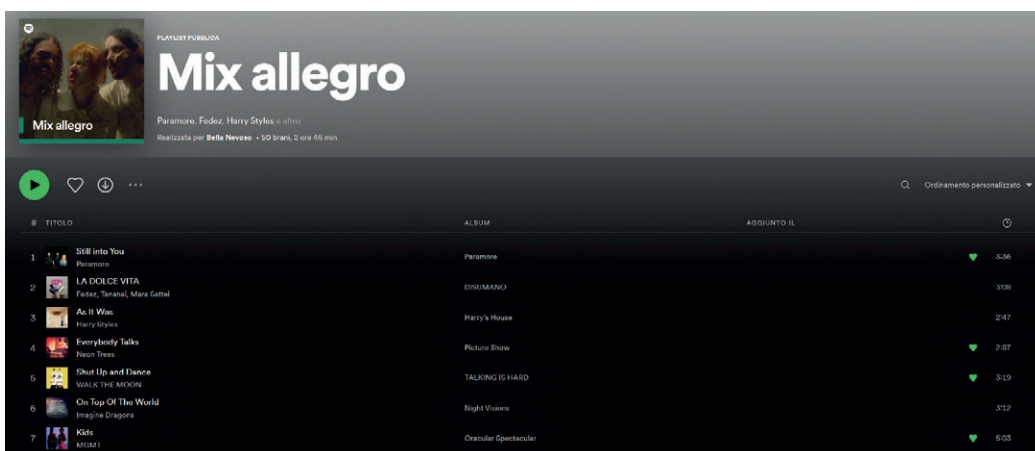 PLAYLIST PUBBLICA
Mix allegro
Mix allegro
Paramore, Fedez, Harry Styles e altro
Realizzata per Bella Nevoso • 50 brani, 2 ore 46 min
Ordinamento personalizzato
# TITOLO ALBUM AGGIUNTO IL
1 Still into You Paramore 3:36
Paramore
2 LA DOLCE VITA DISUMANO 3:08
Fedez, Tananai, Mara Sattei
3 As It Was Harry's House 2:47
Harry Styles
4 Everybody Talks Picture Show 2:57
Neon Trees
5 Shut Up and Dance TALKING IS HARD 3:19
WALK THE MOON
6 On Top Of The World Night Visions 3:12
Imagine Dragons
7 Kids Oracular Spectacular 5:03
MGMT